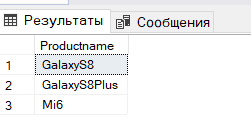 Результаты Сообщения
Productname
1 GalaxyS8
2 GalaxyS8Plus
3 Mi6